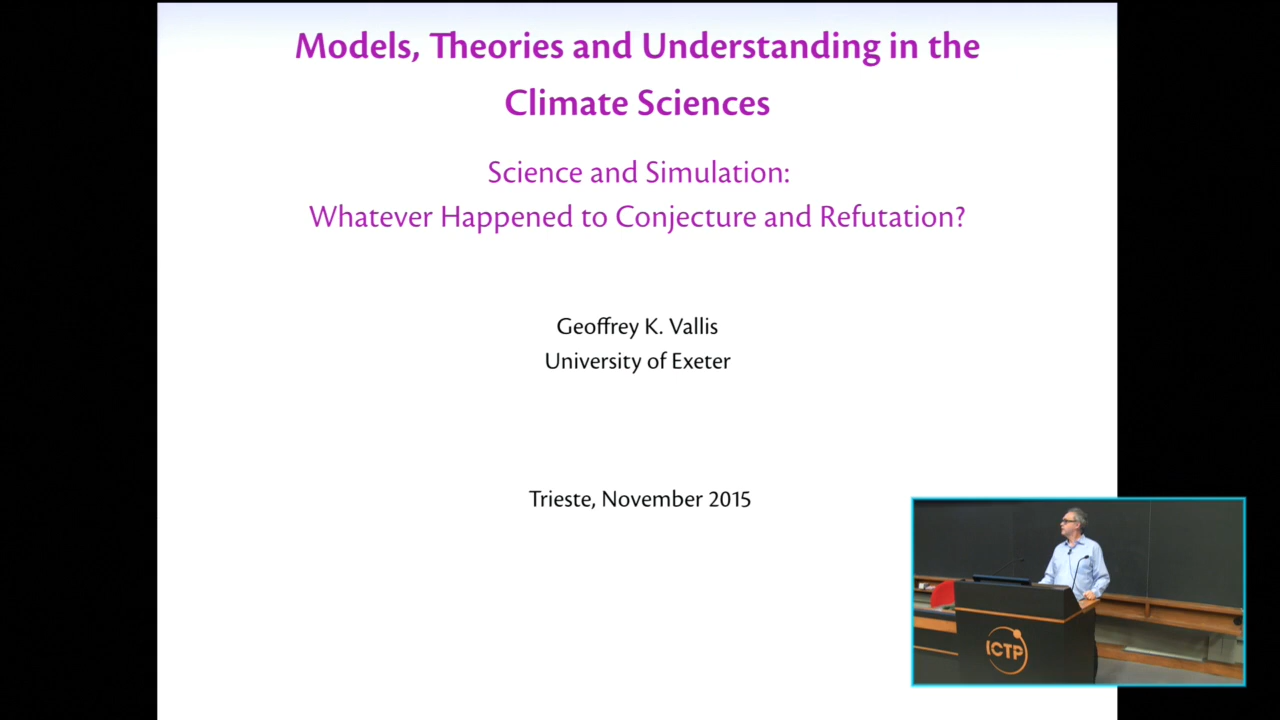 Models, Theories and Understanding in the
Climate Sciences
Science and Simulation:
Whatever Happened to Conjecture and Refutation?
Geoffrey K. Vallis
University of Exeter
Trieste, November 2015
ICTP